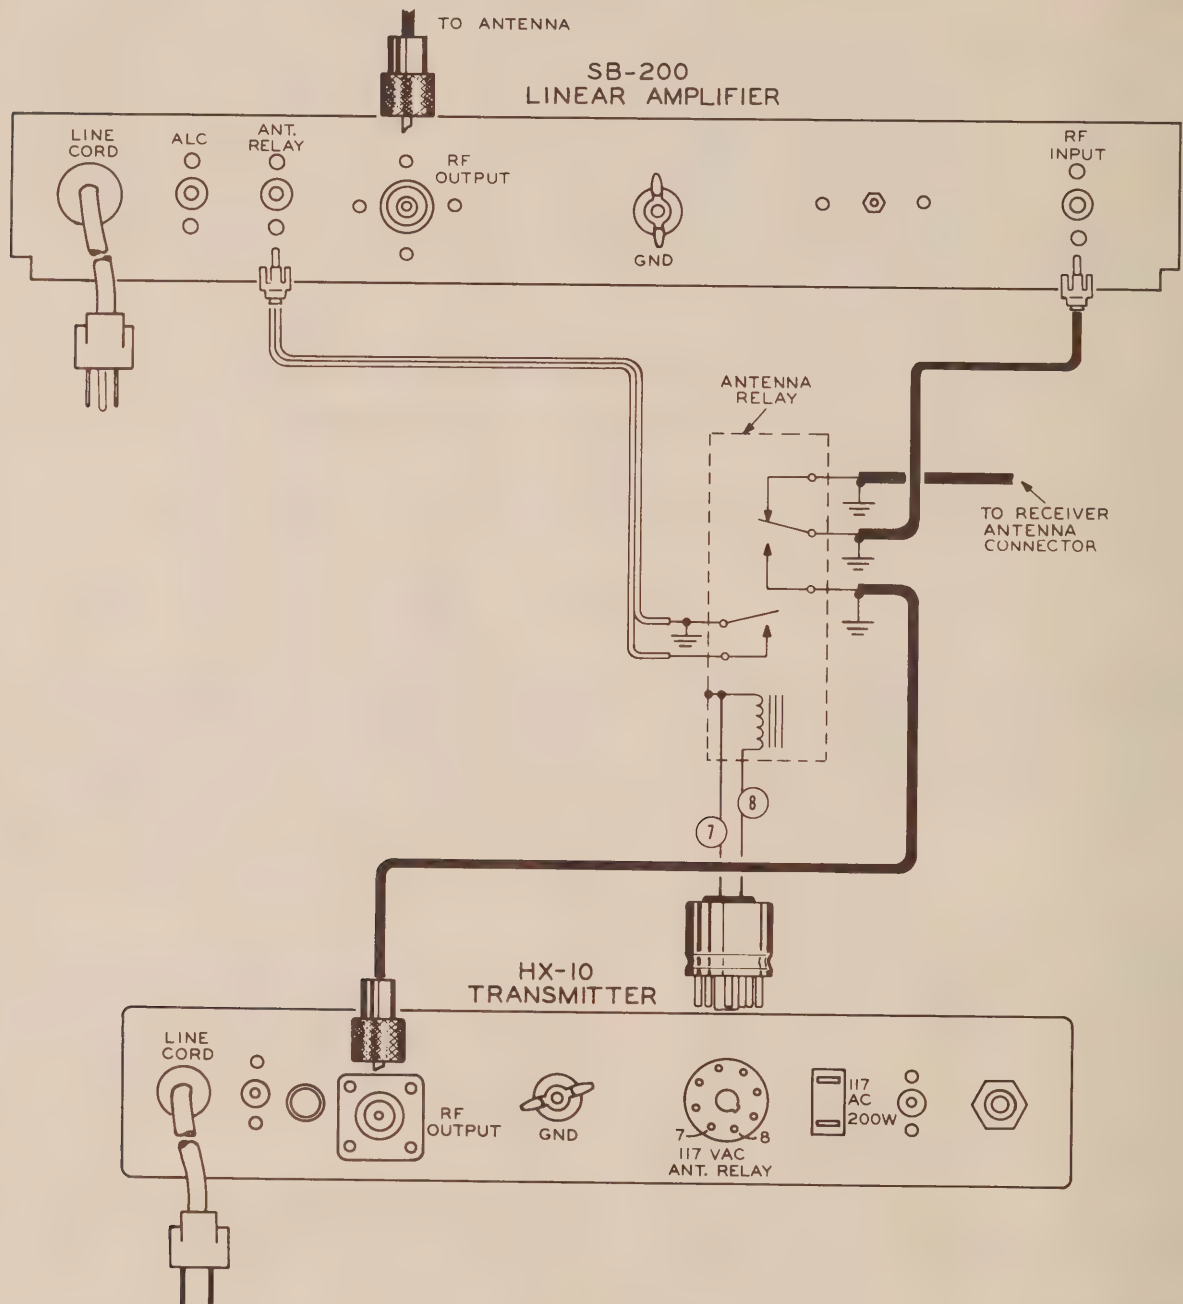 TO ANTENNA
SB-200
LINEAR AMPLIFIER
LINE
CORD
ALC
ANT.
RELAY
RF
OUTPUT
GND
RF
INPUT
ANTENNA
RELAY
TO RECEIVER
ANTENNA
CONNECTOR
8
7
HX-10
TRANSMITTER
LINE
CORD
RF
OUTPUT
GND
7
8
117 VAC
ANT. RELAY
117
AC
200W